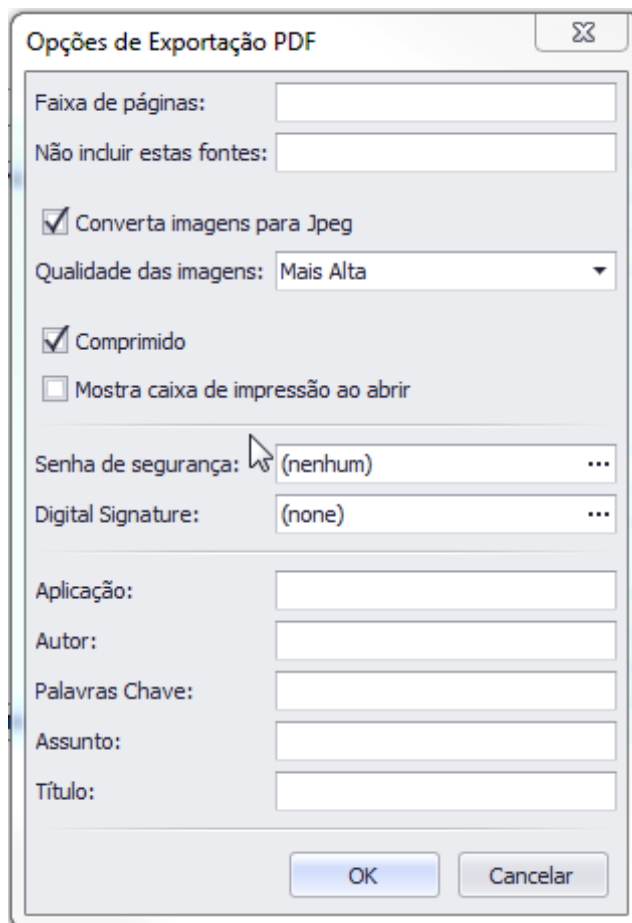 Opções de Exportação PDF
Faixa de páginas:
Não incluir estas fontes:
Converta imagens para Jpeg
Qualidade das imagens: Mais Alta
Comprimido
Mostra caixa de impressão ao abrir
Senha de segurança: (nenhum) ...
Digital Signature: (none) ...
Aplicação:
Autor:
Palavras Chave:
Assunto:
Título:
OK Cancelar